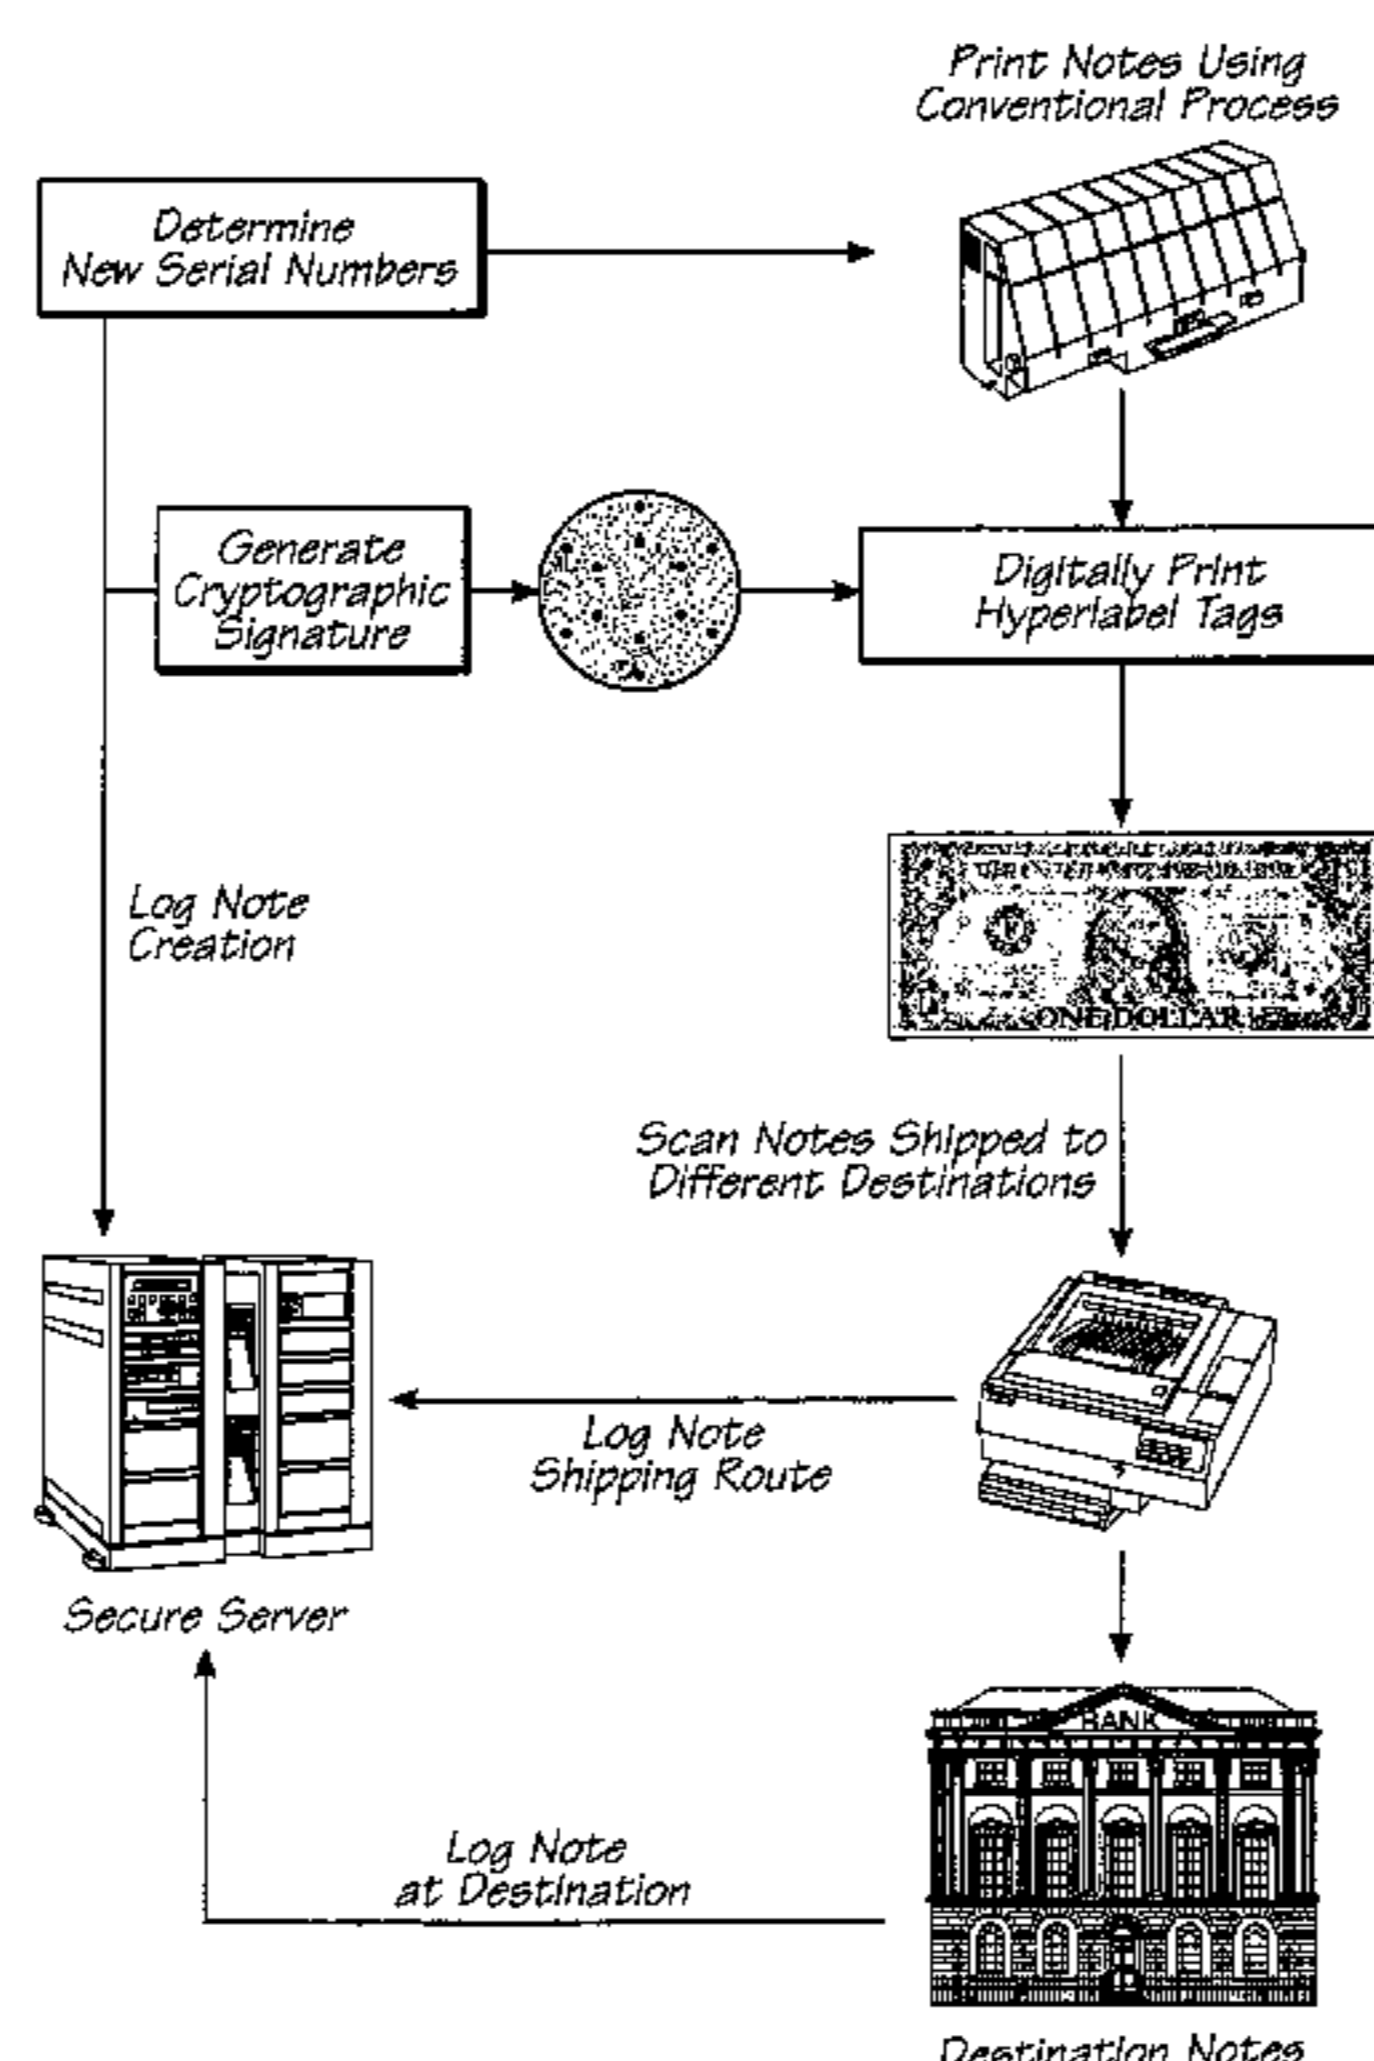 Print Notes Using
Conventional Process
Determine
New Serial Numbers
Generate
Cryptographic
Signature
Digitally Print
Hyperlabel Tags
Log Note
Creation
ONE DOLLAR
Scan Notes Shipped to
Different Destinations
Log Note
Shipping Route
Secure Server
BANK
Log Note
at Destination
Destination Notes